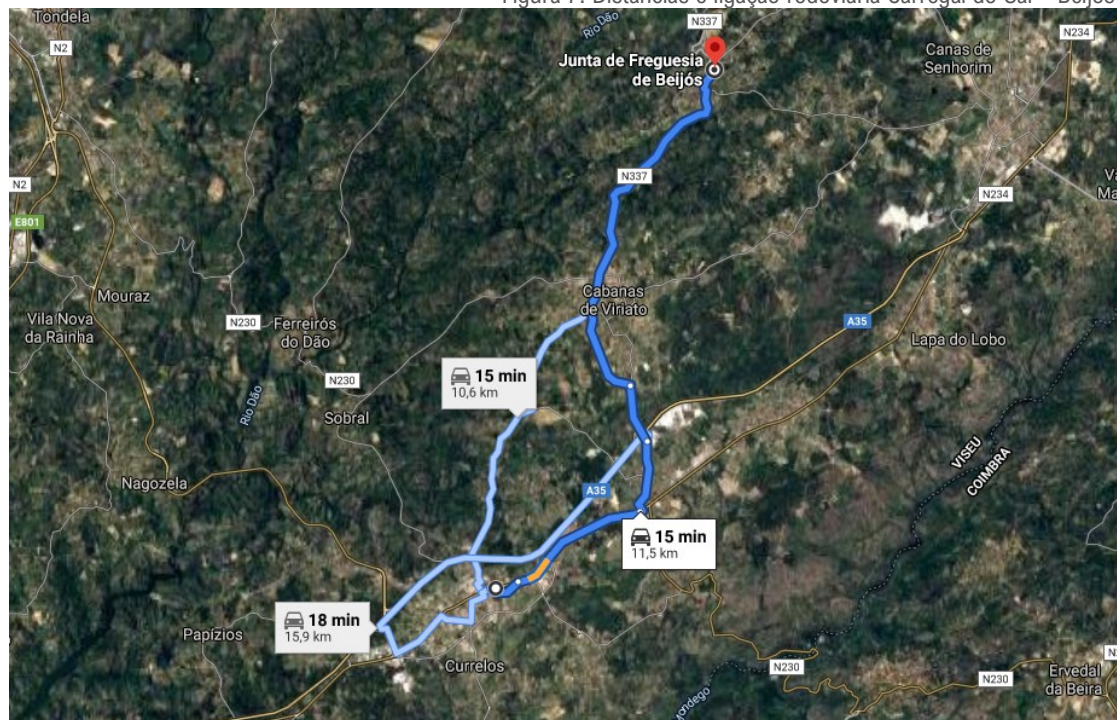 Figura 7: Distâncias e ligação rodoviária Carregal do Sal – Beijós
Tondela
N2
Rio Dão
N337
N234
Junta de Freguesia
de Beijós
Canas de
Senhorim
N337
N2
N234
E801
Mouraz
Vila Nova
da Rainha
N230
Ferreirós
do Dão
Cabanas
de Viriato
A35
Lapa do Lobo
15 min
10,6 km
N230
Rio Dão
Sobral
VISEU
COIMBRA
Nagozela
A35
15 min
11,5 km
18 min
15,9 km
Papízios
Currelos
N230
N230
Ervedal
da Beira
Mondego